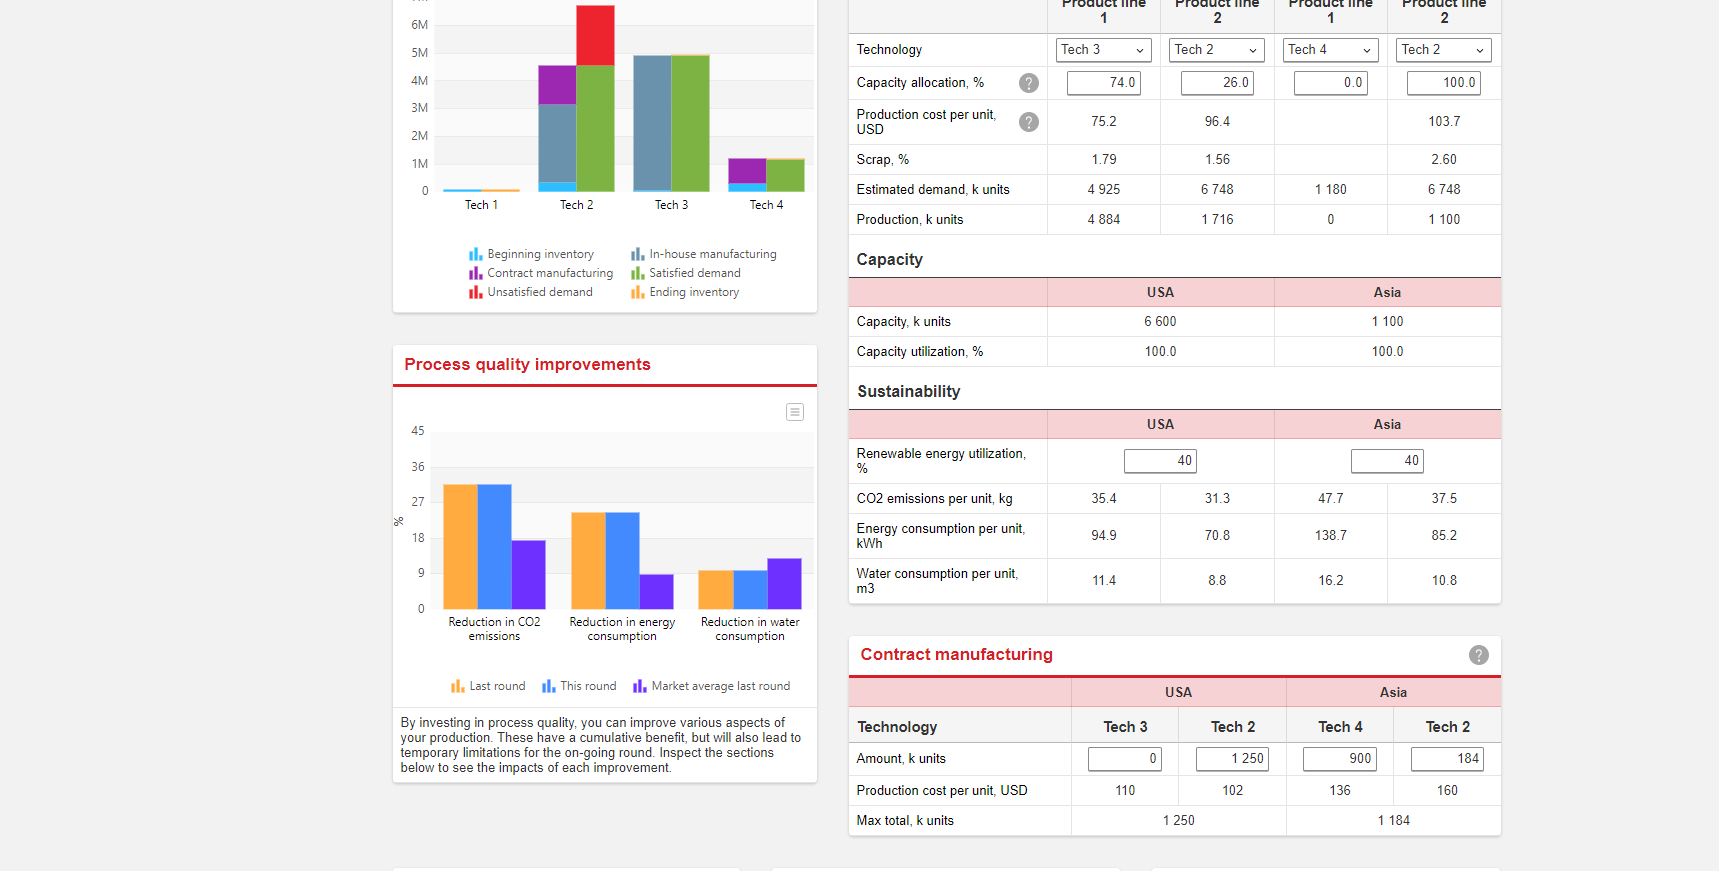 6M
5M
4M
3M
2M
1M
0
Tech 1
Tech 2
Tech 3
Tech 4
Beginning inventory
In-house manufacturing
Contract manufacturing
Satisfied demand
Unsatisfied demand
Ending inventory
Process quality improvements
45
36
27
18
9
0
%
Reduction in CO2
emissions
Reduction in energy
consumption
Reduction in water
consumption
Last round
This round
Market average last round
By investing in process quality, you can improve various aspects of
your production. These have a cumulative benefit, but will also lead to
temporary limitations for the on-going round. Inspect the sections
below to see the impacts of each improvement.
Product line
1
Product line
2
Product line
1
Product line
2
Technology Tech 3 Tech 2 Tech 4 Tech 2
Capacity allocation, % ? 74.0 26.0 0.0 100.0
Production cost per unit,
USD ? 75.2 96.4 103.7
Scrap, % 1.79 1.56 2.60
Estimated demand, k units 4 925 6 748 1 180 6 748
Production, k units 4 884 1 716 0 1 100
Capacity
USA Asia
Capacity, k units 6 600 1 100
Capacity utilization, % 100.0 100.0
Sustainability
USA Asia
Renewable energy utilization,
% 40 40
CO2 emissions per unit, kg 35.4 31.3 47.7 37.5
Energy consumption per unit,
kWh 94.9 70.8 138.7 85.2
Water consumption per unit,
m3 11.4 8.8 16.2 10.8
Contract manufacturing ?
USA Asia
Technology Tech 3 Tech 2 Tech 4 Tech 2
Amount, k units 0 1 250 900 184
Production cost per unit, USD 110 102 136 160
Max total, k units 1 250 1 184